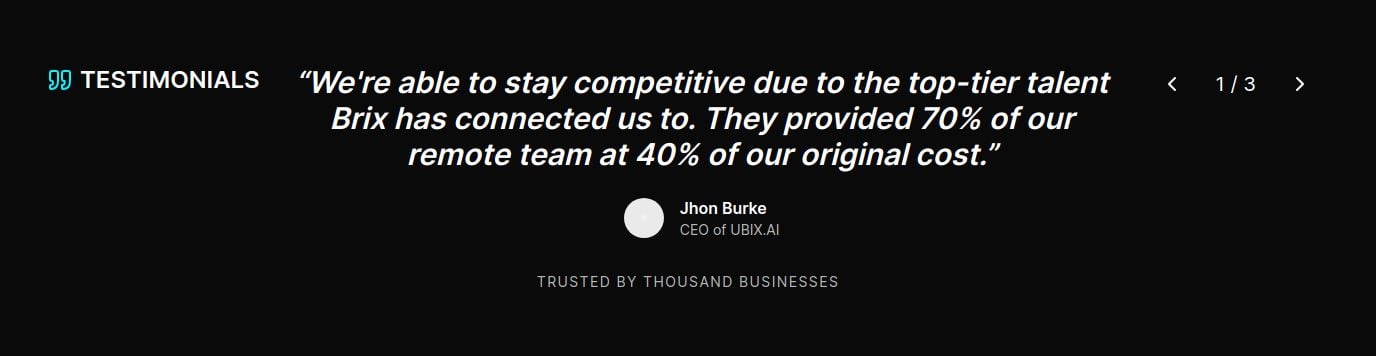 TESTIMONIALS
“We're able to stay competitive due to the top-tier talent
Brix has connected us to. They provided 70% of our
remote team at 40% of our original cost.”
1 / 3
Jhon Burke
CEO of UBIX.AI
TRUSTED BY THOUSAND BUSINESSES